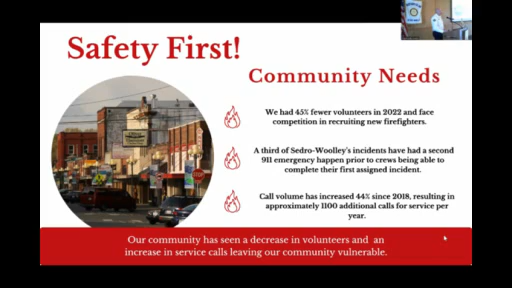 Safety First!
Community Needs
We had 45% fewer volunteers in 2022 and face
competition in recruiting new firefighters.
A third of Sedro-Woolley's incidents have had a second
911 emergency happen prior to crews being able to
complete their first assigned incident.
Call volume has increased 44% since 2018, resulting in
approximately 1100 additional calls for service per
year.
Our community has seen a decrease in volunteers and an
increase in service calls leaving our community vulnerable.